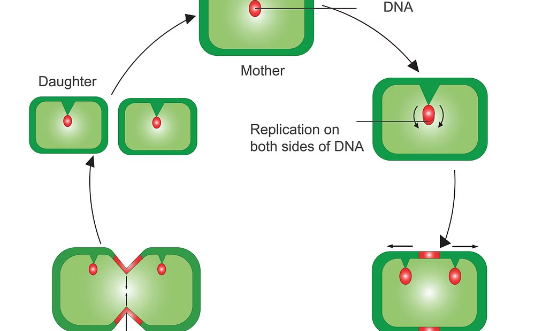 DNA
Mother
Daughter
Replication on
both sides of DNA